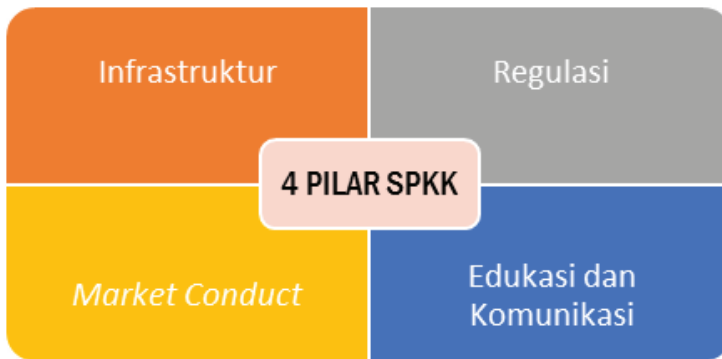 Infrastruktur
Regulasi
4 PILAR SPKK
Market Conduct
Edukasi dan
Komunikasi